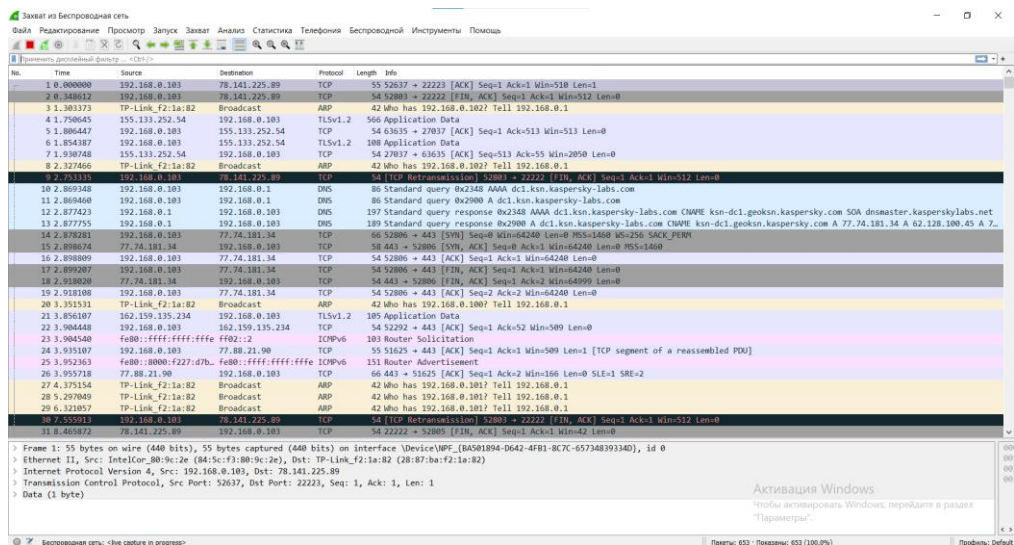 Захват из Беспроводная сеть
Файл Редактирование Просмотр Запуск Захват Анализ Статистика Телефония Беспроводной Инструменты Помощь
Применить дисплейный фильтр ... <Ctrl-/>
No. Time Source Destination Protocol Length Info
1 0.000000 192.168.0.103 78.141.225.89 TCP 55 52637 → 22223 [ACK] Seq=1 Ack=1 Win=510 Len=1
2 0.348612 192.168.0.103 78.141.225.89 TCP 54 52803 → 22222 [FIN, ACK] Seq=1 Ack=1 Win=512 Len=0
3 1.303373 TP-Link_f2:1a:82 Broadcast ARP 42 Who has 192.168.0.102? Tell 192.168.0.1
4 1.750645 155.133.252.54 192.168.0.103 TLSv1.2 566 Application Data
5 1.806447 192.168.0.103 155.133.252.54 TCP 54 63635 → 27037 [ACK] Seq=1 Ack=513 Win=513 Len=0
6 1.854387 192.168.0.103 155.133.252.54 TLSv1.2 108 Application Data
7 1.930748 155.133.252.54 192.168.0.103 TCP 54 27037 → 63635 [ACK] Seq=513 Ack=55 Win=2050 Len=0
8 2.327466 TP-Link_f2:1a:82 Broadcast ARP 42 Who has 192.168.0.102? Tell 192.168.0.1
9 2.753335 192.168.0.103 78.141.225.89 TCP 54 [TCP Retransmission] 52803 → 22222 [FIN, ACK] Seq=1 Ack=1 Win=512 Len=0
10 2.869348 192.168.0.103 192.168.0.1 DNS 86 Standard query 0x2348 AAAA dc1.ksn.kaspersky-labs.com
11 2.869460 192.168.0.103 192.168.0.1 DNS 86 Standard query 0x2900 A dc1.ksn.kaspersky-labs.com
12 2.877423 192.168.0.1 192.168.0.103 DNS 197 Standard query response 0x2348 AAAA dc1.ksn.kaspersky-labs.com CNAME ksn-dc1.geoksn.kaspersky.com SOA dnsmaster.kasperskylabs.net
13 2.877755 192.168.0.1 192.168.0.103 DNS 189 Standard query response 0x2900 A dc1.ksn.kaspersky-labs.com CNAME ksn-dc1.geoksn.kaspersky.com A 77.74.181.34 A 62.128.100.45 A 7…
14 2.878281 192.168.0.103 77.74.181.34 TCP 66 52806 → 443 [SYN] Seq=0 Win=64240 Len=0 MSS=1460 WS=256 SACK_PERM
15 2.898674 77.74.181.34 192.168.0.103 TCP 58 443 → 52806 [SYN, ACK] Seq=0 Ack=1 Win=64240 Len=0 MSS=1460
16 2.898809 192.168.0.103 77.74.181.34 TCP 54 52806 → 443 [ACK] Seq=1 Ack=1 Win=64240 Len=0
17 2.899207 192.168.0.103 77.74.181.34 TCP 54 52806 → 443 [FIN, ACK] Seq=1 Ack=1 Win=64240 Len=0
18 2.918020 77.74.181.34 192.168.0.103 TCP 54 443 → 52806 [FIN, ACK] Seq=1 Ack=2 Win=64999 Len=0
19 2.918108 192.168.0.103 77.74.181.34 TCP 54 52806 → 443 [ACK] Seq=2 Ack=2 Win=64240 Len=0
20 3.351531 TP-Link_f2:1a:82 Broadcast ARP 42 Who has 192.168.0.100? Tell 192.168.0.1
21 3.856107 162.159.135.234 192.168.0.103 TLSv1.2 105 Application Data
22 3.904448 192.168.0.103 162.159.135.234 TCP 54 52292 → 443 [ACK] Seq=1 Ack=52 Win=509 Len=0
23 3.904540 fe80::ffff:ffff:fffe ff02::2 ICMPv6 103 Router Solicitation
24 3.935107 192.168.0.103 77.88.21.90 TCP 55 51625 → 443 [ACK] Seq=1 Ack=1 Win=509 Len=1 [TCP segment of a reassembled PDU]
25 3.952363 fe80::8000:f227:d7b… fe80::ffff:ffff:fffe ICMPv6 151 Router Advertisement
26 3.955718 77.88.21.90 192.168.0.103 TCP 66 443 → 51625 [ACK] Seq=1 Ack=2 Win=166 Len=0 SLE=1 SRE=2
27 4.375154 TP-Link_f2:1a:82 Broadcast ARP 42 Who has 192.168.0.101? Tell 192.168.0.1
28 5.297049 TP-Link_f2:1a:82 Broadcast ARP 42 Who has 192.168.0.101? Tell 192.168.0.1
29 6.321057 TP-Link_f2:1a:82 Broadcast ARP 42 Who has 192.168.0.101? Tell 192.168.0.1
30 7.555913 192.168.0.103 78.141.225.89 TCP 54 [TCP Retransmission] 52803 → 22222 [FIN, ACK] Seq=1 Ack=1 Win=512 Len=0
31 8.465872 78.141.225.89 192.168.0.103 TCP 54 22222 → 52805 [FIN, ACK] Seq=1 Ack=1 Win=42 Len=0
> Frame 1: 55 bytes on wire (440 bits), 55 bytes captured (440 bits) on interface \Device\NPF_{BA501894-D642-4FB1-8C7C-65734839334D}, id 0
> Ethernet II, Src: IntelCor_80:9c:2e (84:5c:f3:80:9c:2e), Dst: TP-Link_f2:1a:82 (28:87:ba:f2:1a:82)
> Internet Protocol Version 4, Src: 192.168.0.103, Dst: 78.141.225.89
> Transmission Control Protocol, Src Port: 52637, Dst Port: 22223, Seq: 1, Ack: 1, Len: 1
> Data (1 byte)
Активация Windows
Чтобы активировать Windows, перейдите в раздел
"Параметры".
Беспроводная сеть: <live capture in progress>
Пакеты: 653 · Показаны: 653 (100.0%)
Профиль: Default